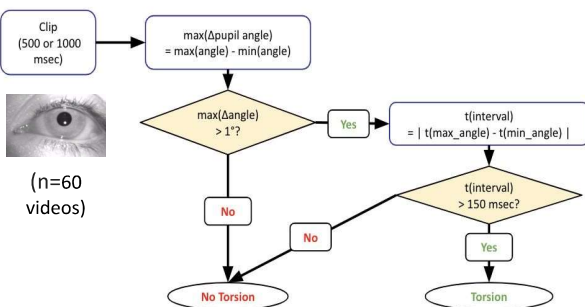 Clip
(500 or 1000
msec)
max(Δpupil angle)
= max(angle) - min(angle)
max(Δangle)
> 1°?
Yes
t(interval)
= | t(max_angle) - t(min_angle) |
(n=60
videos)
t(interval)
> 150 msec?
No
No
Yes
No Torsion
Torsion